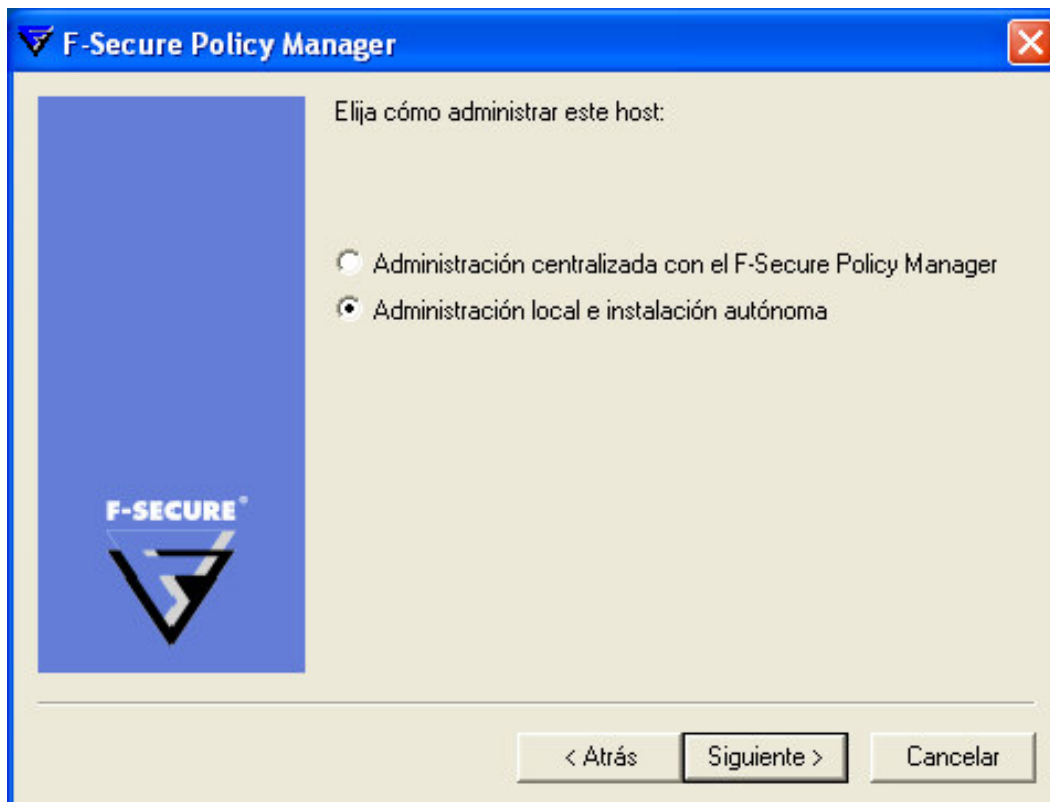 F-Secure Policy Manager
Elija cómo administrar este host:
Administración centralizada con el F-Secure Policy Manager
Administración local e instalación autónoma
F-SECURE®
< Atrás
Siguiente >
Cancelar